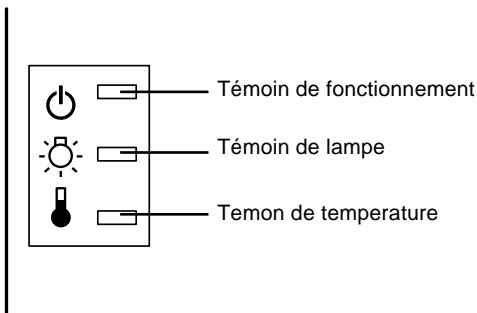 Témoin de fonctionnement
Témoin de lampe
Temon de temperature